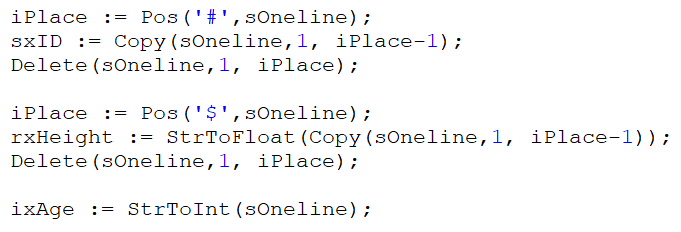 iPlace := Pos('#',sOneline);
sxID := Copy(sOneline,1, iPlace-1);
Delete(sOneline,1, iPlace);
iPlace := Pos('$',sOneline);
rxHeight := StrToFloat(Copy(sOneline,1, iPlace-1));
Delete(sOneline,1, iPlace);
ixAge := StrToInt(sOneline);